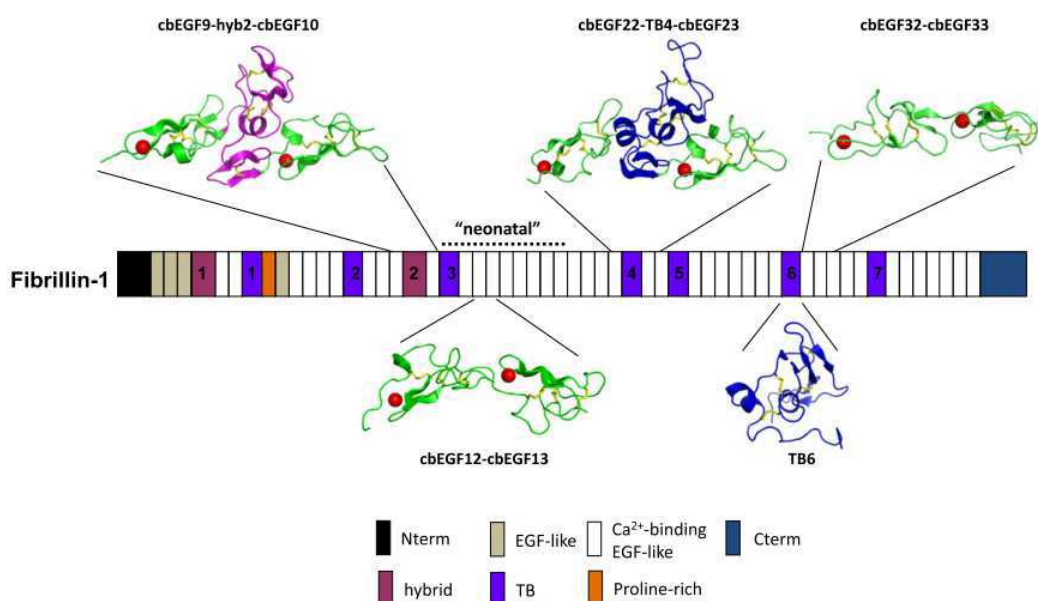 cbEGF9-hyb2-cbEGF10
cbEGF22-TB4-cbEGF23
cbEGF32-cbEGF33
“neonatal”
Fibrillin-1
1
1
2
2
3
4
5
6
7
cbEGF12-cbEGF13
TB6
Nterm
EGF-like
Ca²⁺-binding
EGF-like
Cterm
hybrid
TB
Proline-rich